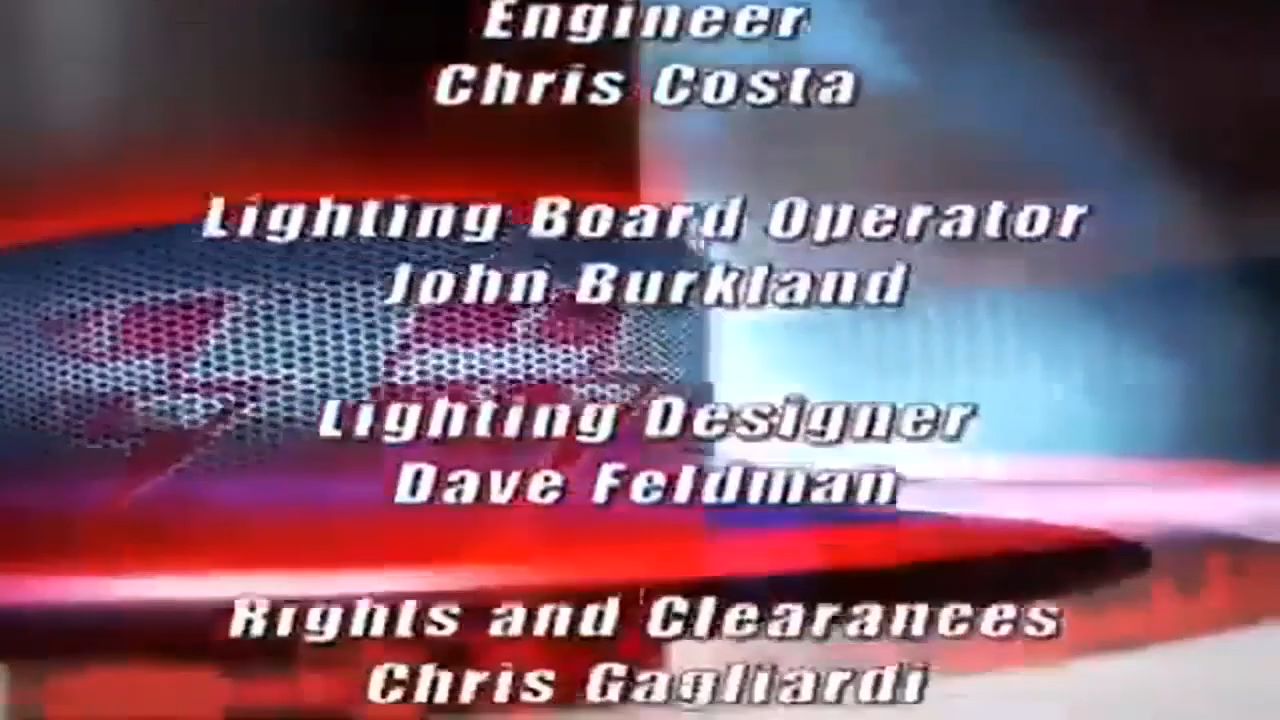 Engineer
Chris Costa
Lighting Board Operator
John Burkland
Lighting Designer
Dave Feldman
Rights and Clearances
Chris Gagliardi